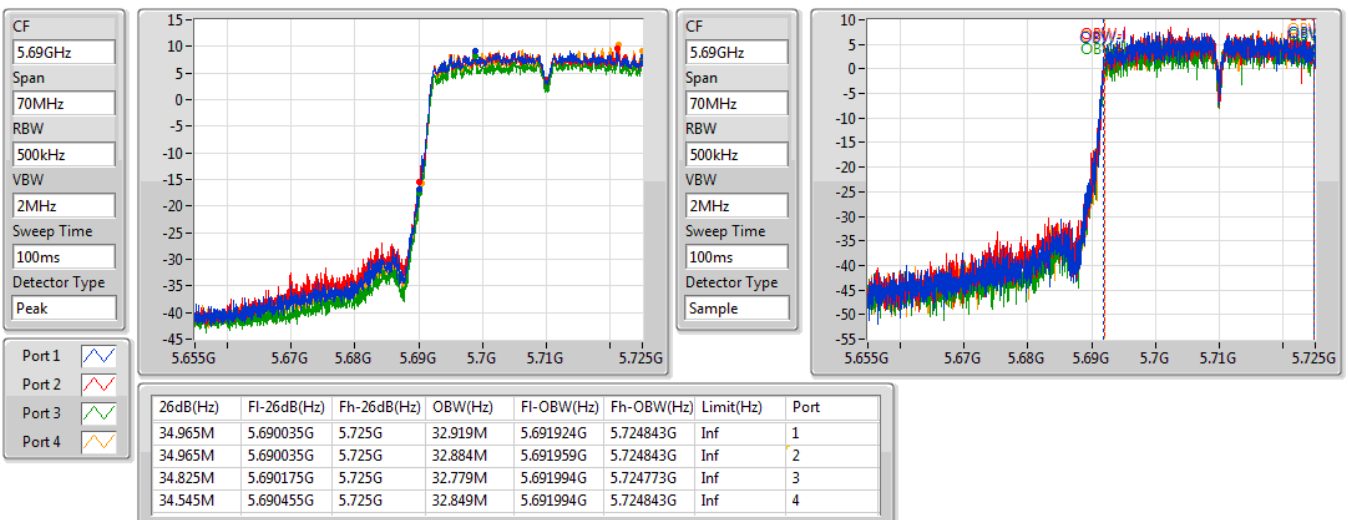 CF
5.69GHz
Span
70MHz
RBW
500kHz
VBW
2MHz
Sweep Time
100ms
Detector Type
Peak
15
10
5
0
-5
-10
-15
-20
-25
-30
-35
-40
-45
5.655G 5.67G 5.68G 5.69G 5.7G 5.71G 5.725G
CF
5.69GHz
Span
70MHz
RBW
500kHz
VBW
2MHz
Sweep Time
100ms
Detector Type
Sample
10
5
0
-5
-10
-15
-20
-25
-30
-35
-40
-45
-50
-55
5.655G 5.67G 5.68G 5.69G 5.7G 5.71G 5.725G
Port 1
Port 2
Port 3
Port 4
26dB(Hz) Fl-26dB(Hz) Fh-26dB(Hz) OBW(Hz) Fl-OBW(Hz) Fh-OBW(Hz) Limit(Hz) Port
34.965M 5.690035G 5.725G 32.919M 5.691924G 5.724843G Inf 1
34.965M 5.690035G 5.725G 32.884M 5.691959G 5.724843G Inf 2
34.825M 5.690175G 5.725G 32.779M 5.691994G 5.724773G Inf 3
34.545M 5.690455G 5.725G 32.849M 5.691994G 5.724843G Inf 4